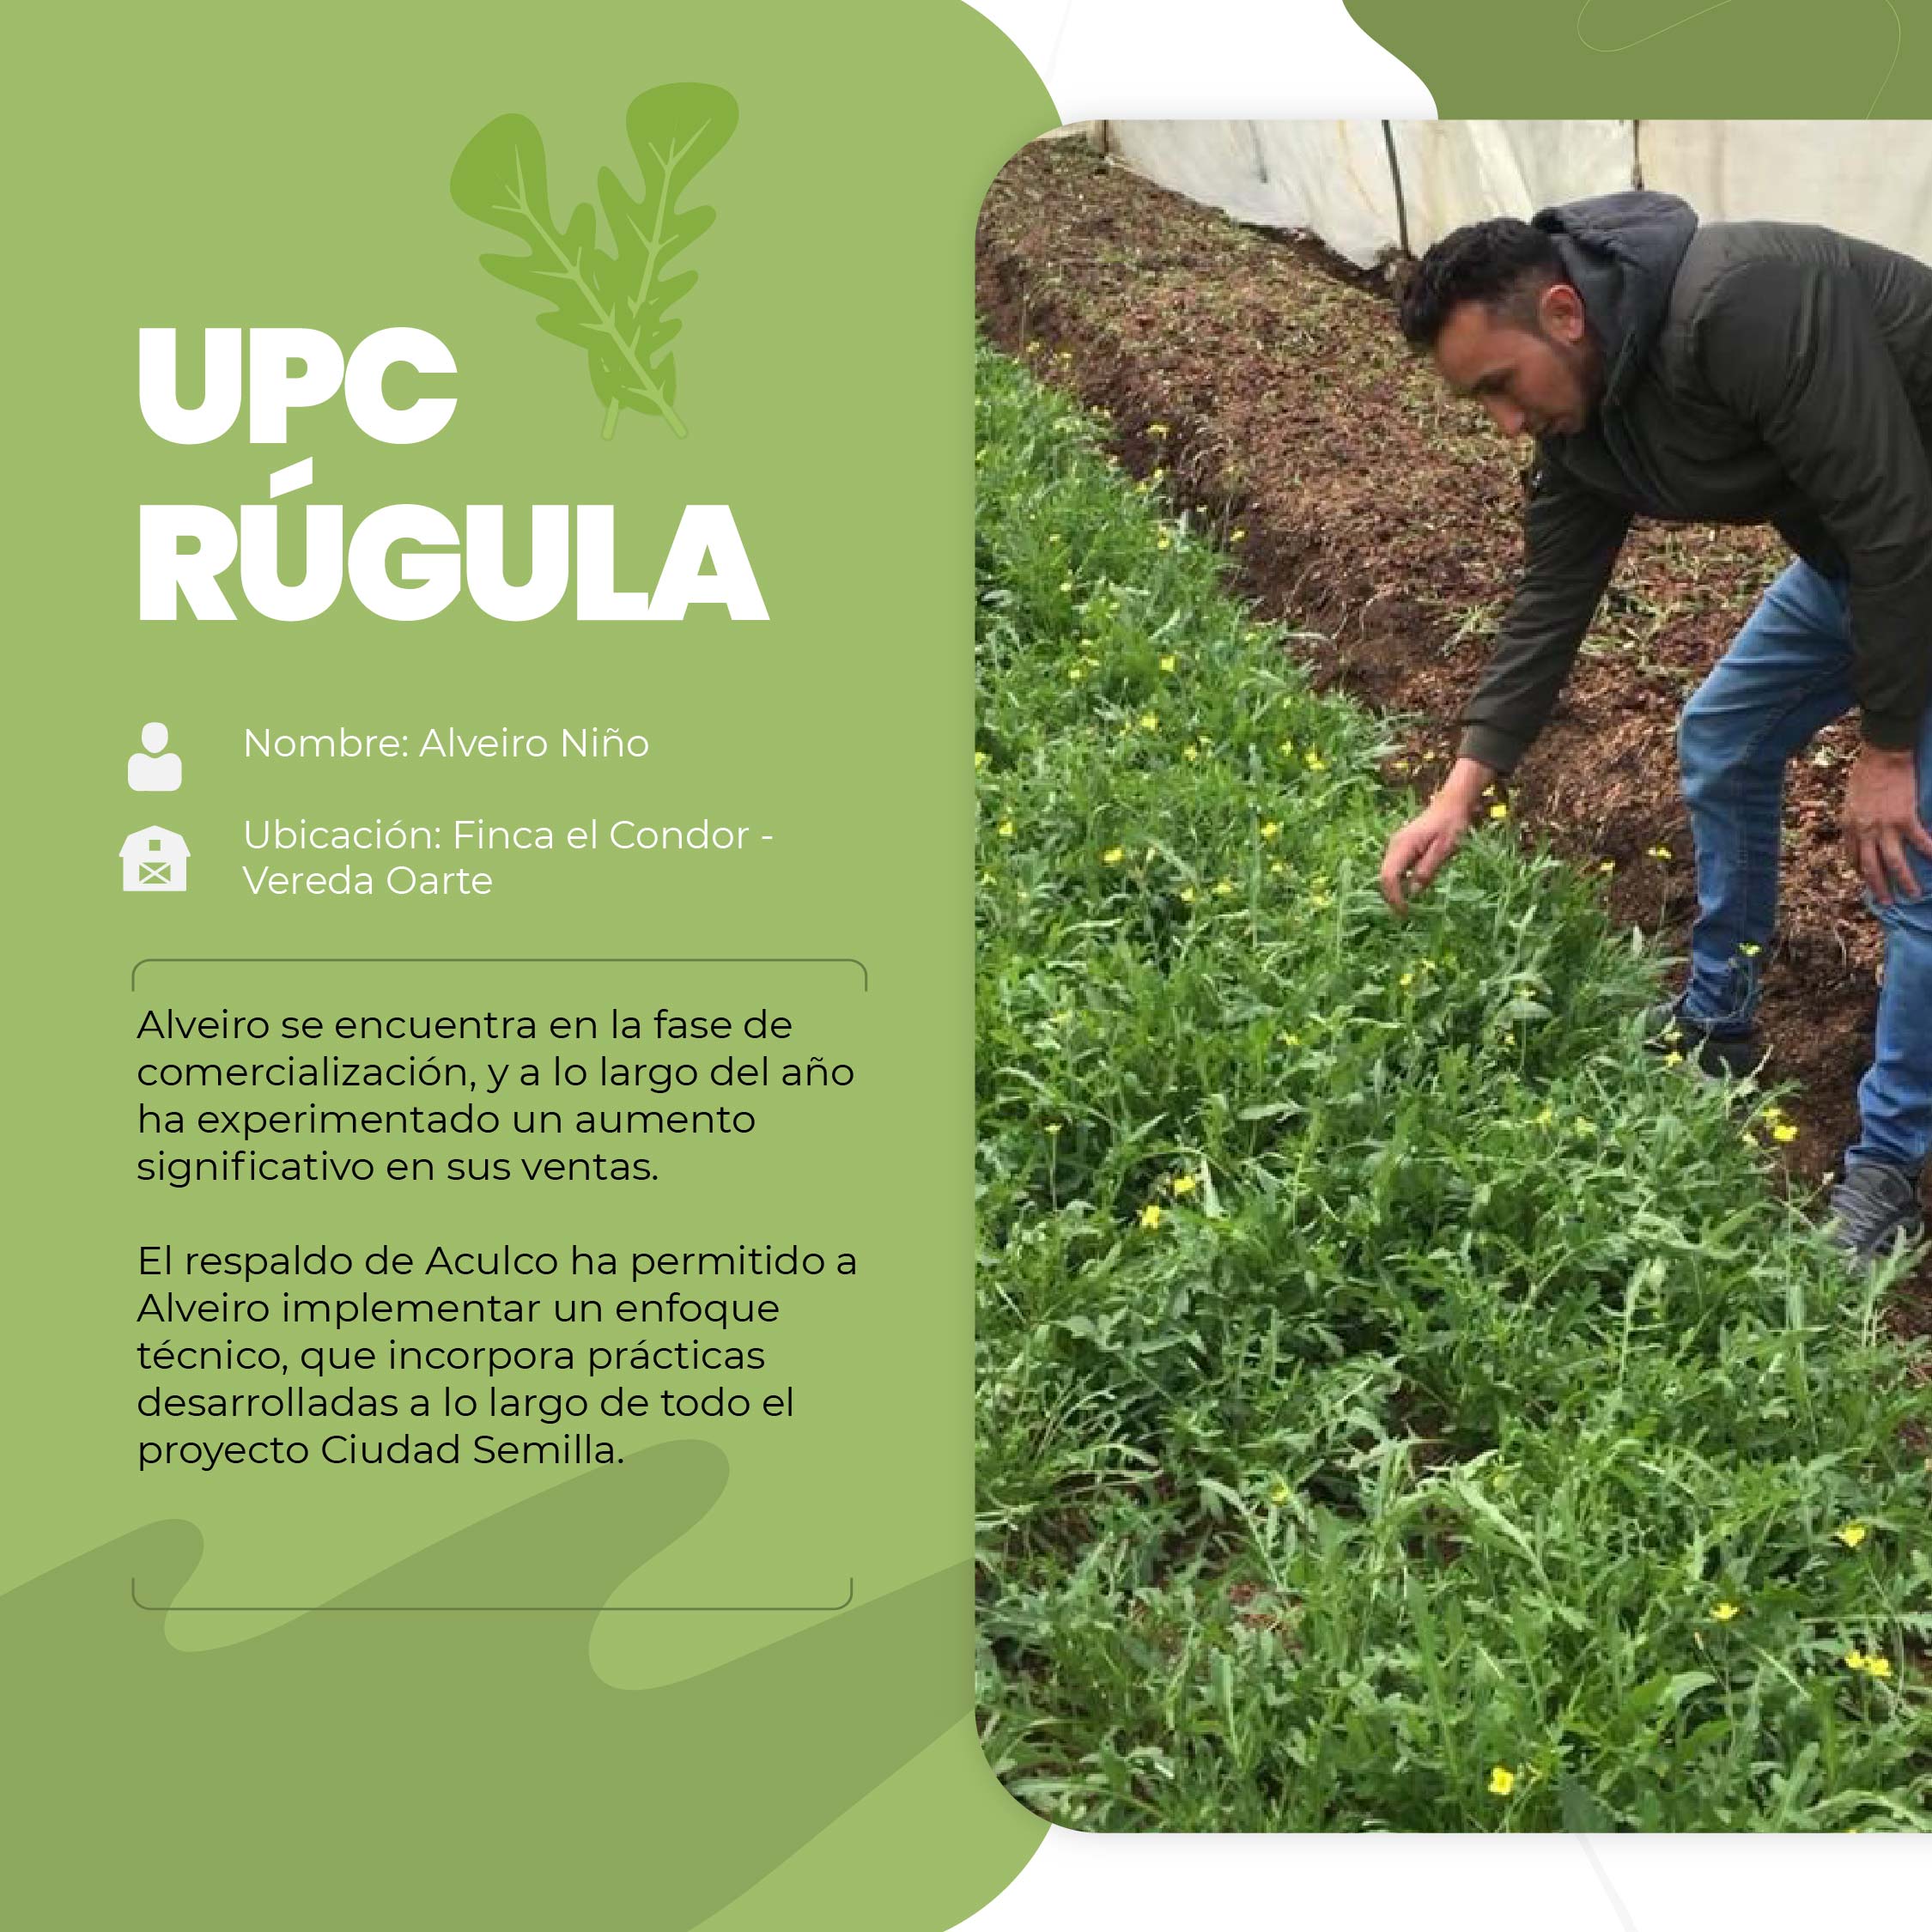 UPC
RÚGULA
Nombre: Alveiro Niño
Ubicación: Finca el Condor -
Vereda Oarte
Alveiro se encuentra en la fase de
comercialización, y a lo largo del año
ha experimentado un aumento
significativo en sus ventas.
El respaldo de Aculco ha permitido a
Alveiro implementar un enfoque
técnico, que incorpora prácticas
desarrolladas a lo largo de todo el
proyecto Ciudad Semilla.